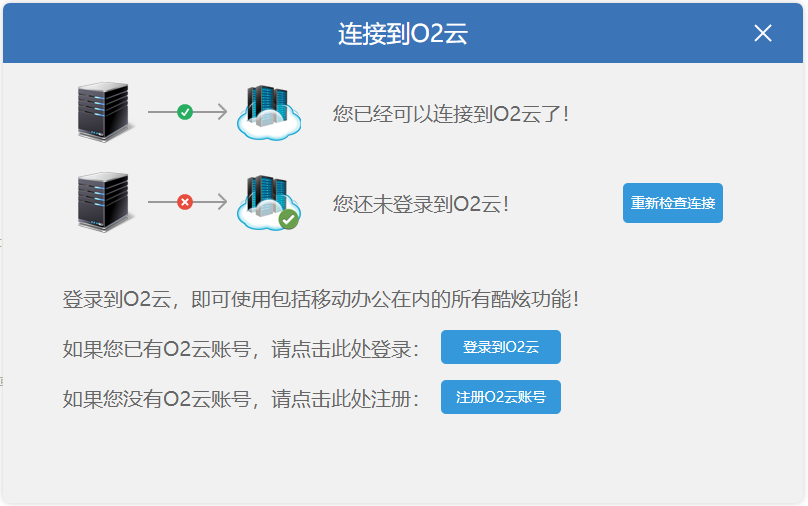 连接到O2云
您已经可以连接到O2云了！
您还未登录到O2云！
重新检查连接
登录到O2云，即可使用包括移动办公在内的所有酷炫功能！
如果您已有O2云账号，请点击此处登录：
登录到O2云
如果您没有O2云账号，请点击此处注册：
注册O2云账号